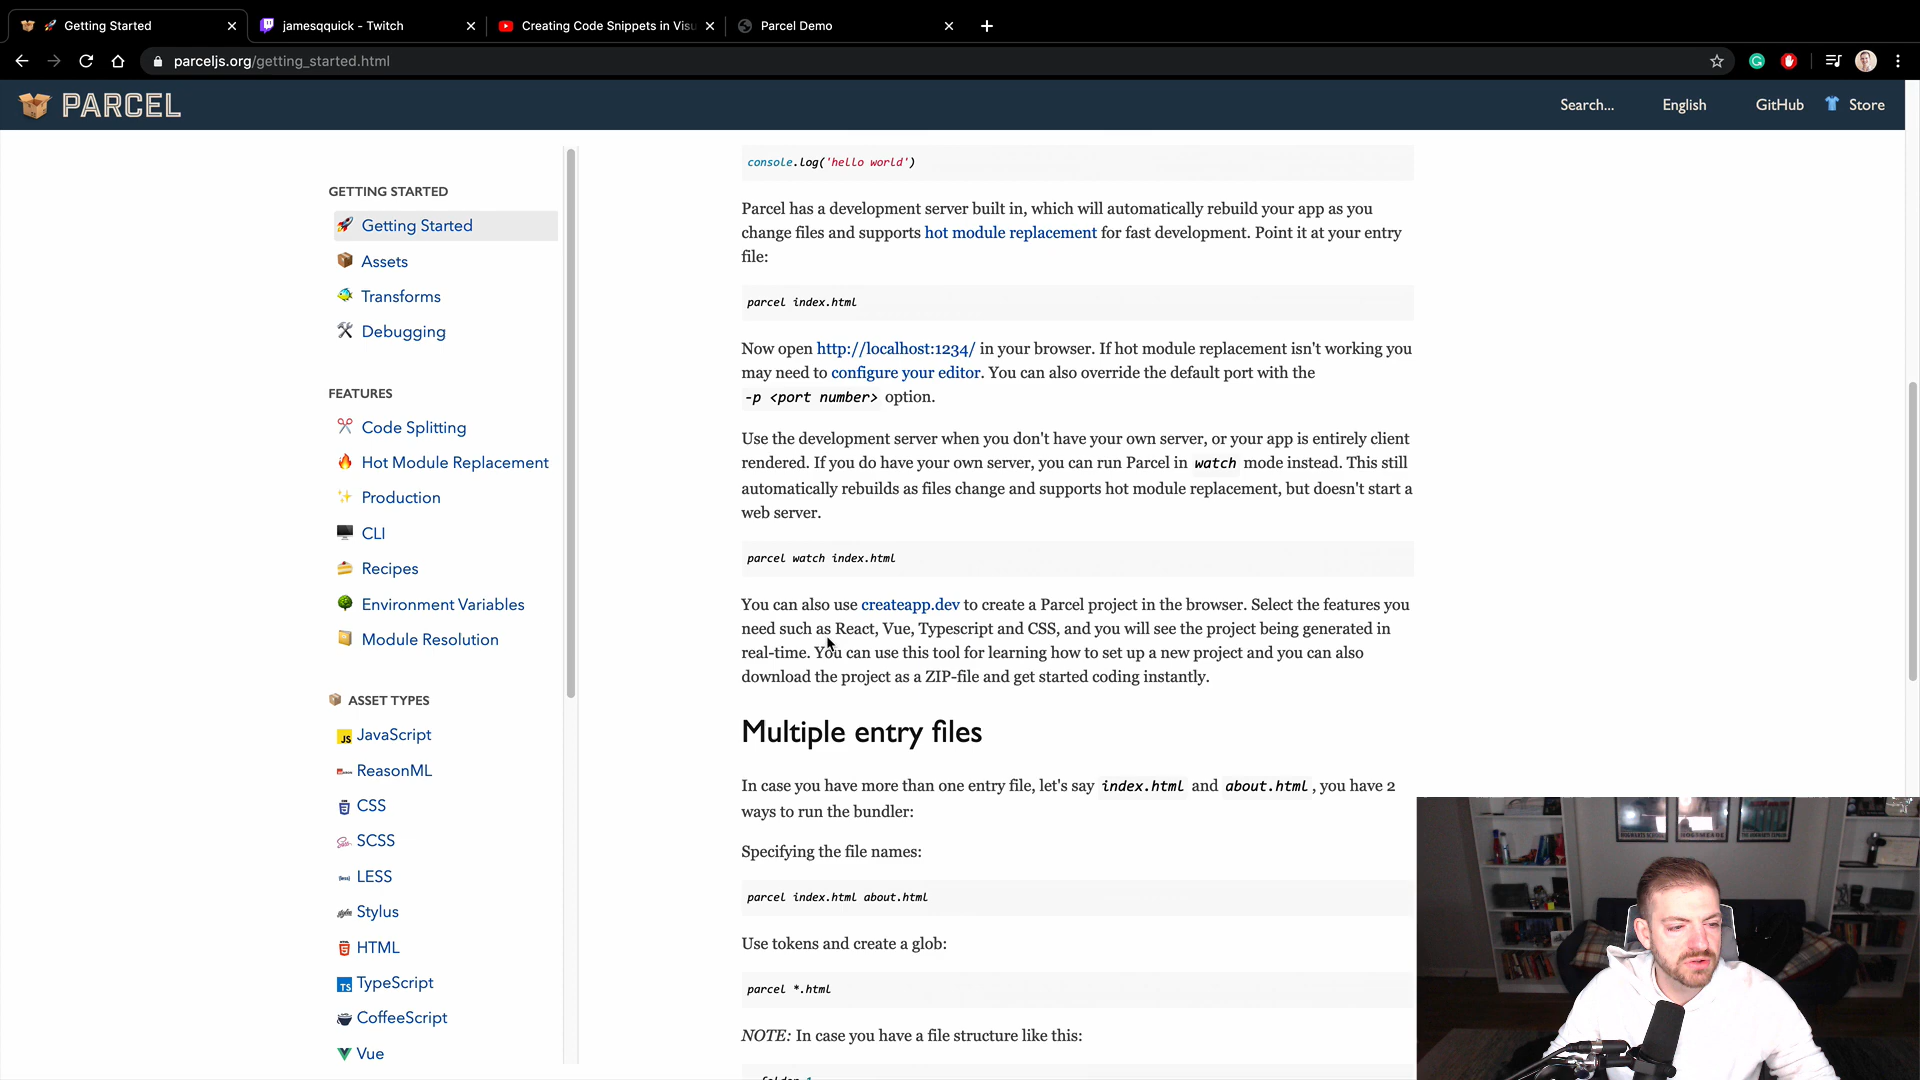 Getting Started
jamesqquick - Twitch
Creating Code Snippets in Visu
Parcel Demo
parceljs.org/getting_started.html
PARCEL
Search...
English
GitHub
Store
GETTING STARTED
Getting Started
Assets
Transforms
Debugging
FEATURES
Code Splitting
Hot Module Replacement
Production
CLI
Recipes
Environment Variables
Module Resolution
ASSET TYPES
JavaScript
ReasonML
CSS
SCSS
LESS
Stylus
HTML
TypeScript
CoffeeScript
Vue
console.log('hello world')
Parcel has a development server built in, which will automatically rebuild your app as you
change files and supports hot module replacement for fast development. Point it at your entry
file:
parcel index.html
Now open http://localhost:1234/ in your browser. If hot module replacement isn't working you
may need to configure your editor. You can also override the default port with the
-p <port number> option.
Use the development server when you don't have your own server, or your app is entirely client
rendered. If you do have your own server, you can run Parcel in watch mode instead. This still
automatically rebuilds as files change and supports hot module replacement, but doesn't start a
web server.
parcel watch index.html
You can also use createapp.dev to create a Parcel project in the browser. Select the features you
need such as React, Vue, Typescript and CSS, and you will see the project being generated in
real-time. You can use this tool for learning how to set up a new project and you can also
download the project as a ZIP-file and get started coding instantly.
Multiple entry files
In case you have more than one entry file, let's say index.html and about.html, you have 2
ways to run the bundler:
Specifying the file names:
parcel index.html about.html
Use tokens and create a glob:
parcel *.html
NOTE: In case you have a file structure like this: